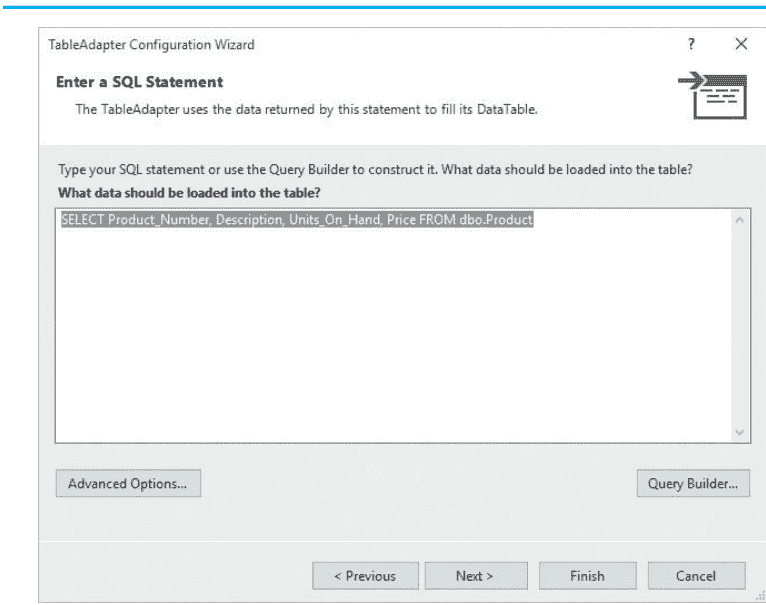 TableAdapter Configuration Wizard ? ×
Enter a SQL Statement
The TableAdapter uses the data returned by this statement to fill its DataTable.
Type your SQL statement or use the Query Builder to construct it. What data should be loaded into the table?
What data should be loaded into the table?
SELECT Product_Number, Description, Units_On_Hand, Price FROM dbo.Product
Advanced Options... Query Builder...
< Previous Next > Finish Cancel